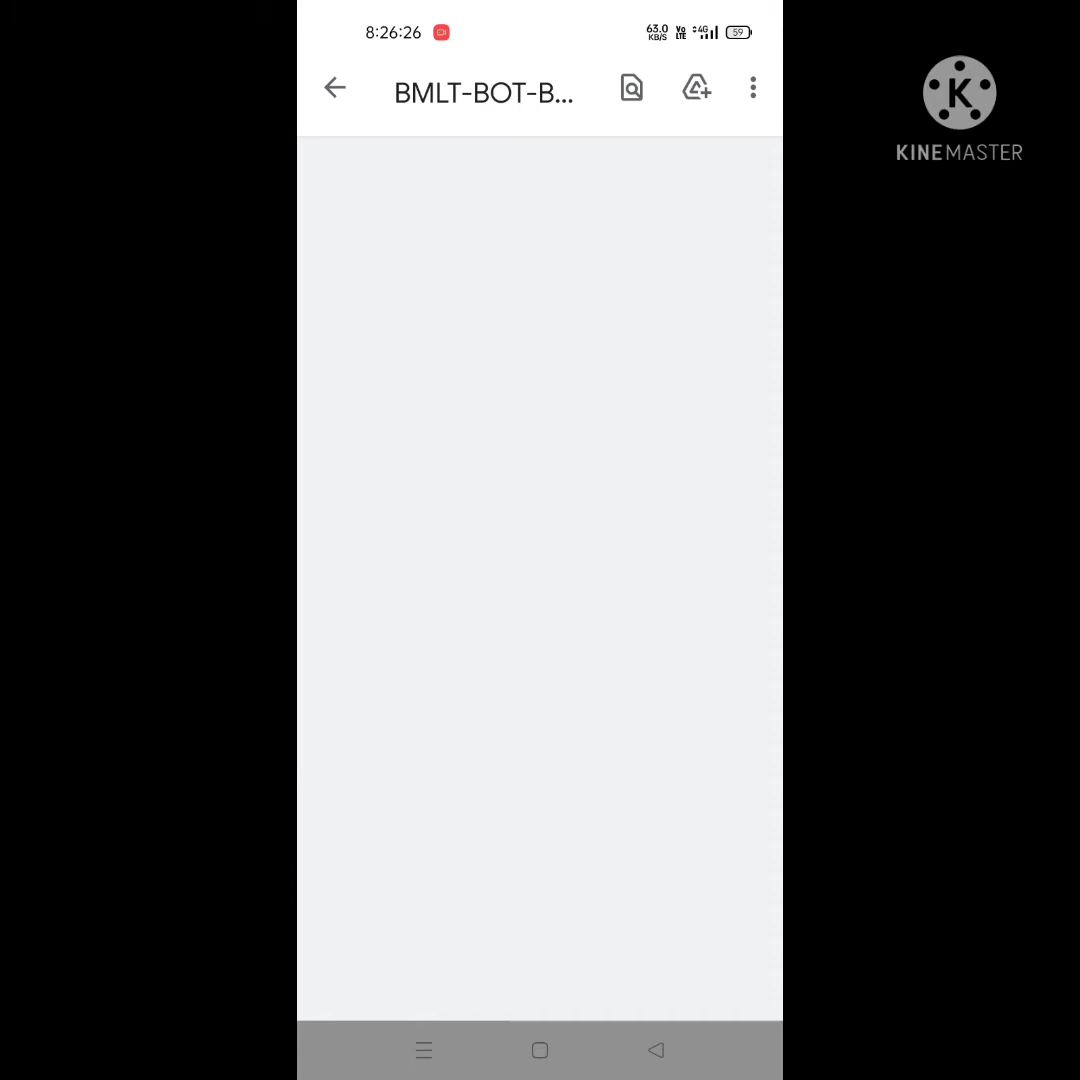 8:26:26
63.0 KB/S Vo LTE 4G 59
BMLT-BOT-B...
K
KINEMASTER